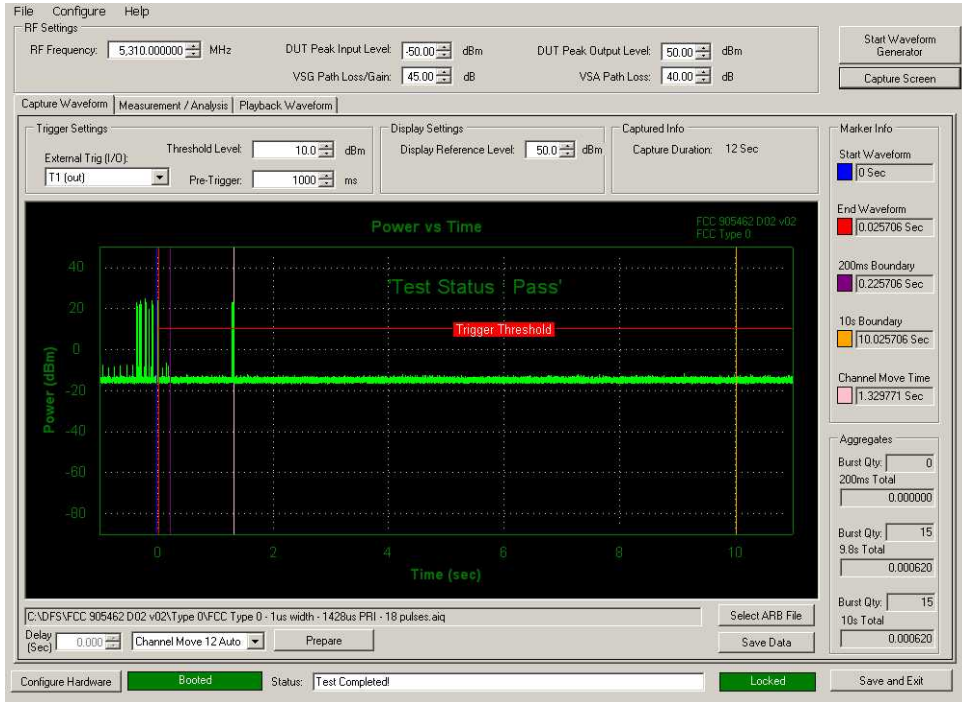 File Configure Help
RF Settings
RF Frequency: 5,310.000000 MHz
DUT Peak Input Level: -50.00 dBm
DUT Peak Output Level: 50.00 dBm
VSG Path Loss/Gain: 45.00 dB
VSA Path Loss: 40.00 dB
Start Waveform
Generator
Capture Screen
Capture Waveform Measurement / Analysis Playback Waveform
Trigger Settings
External Trig (I/O):
T1 (out)
Threshold Level: 10.0 dBm
Pre-Trigger: 1000 ms
Display Settings
Display Reference Level: 50.0 dBm
Captured Info
Capture Duration: 12 Sec
Marker Info
Start Waveform
0 Sec
End Waveform
0.025706 Sec
200ms Boundary
0.225706 Sec
10s Boundary
10.025706 Sec
Channel Move Time
1.329771 Sec
Power vs Time
FCC 905462 D02 v02
FCC Type 0
'Test Status : Pass'
Trigger Threshold
Power (dBm)
40
20
0
-20
-40
-60
-80
0 2 4 6 8 10
Time (sec)
Aggregates
Burst Qty: 0
200ms Total
0.000000
Burst Qty: 15
9.8s Total
0.000620
Burst Qty: 15
10s Total
0.000620
C:\DFS\FCC 905462 D02 v02\Type 0\FCC Type 0 - 1us width - 1428us PRI - 18 pulses.aiq
Select ARB File
Delay
(Sec) 0.000 Channel Move 12 Auto Prepare
Save Data
Configure Hardware Booted Status: Test Completed! Locked Save and Exit